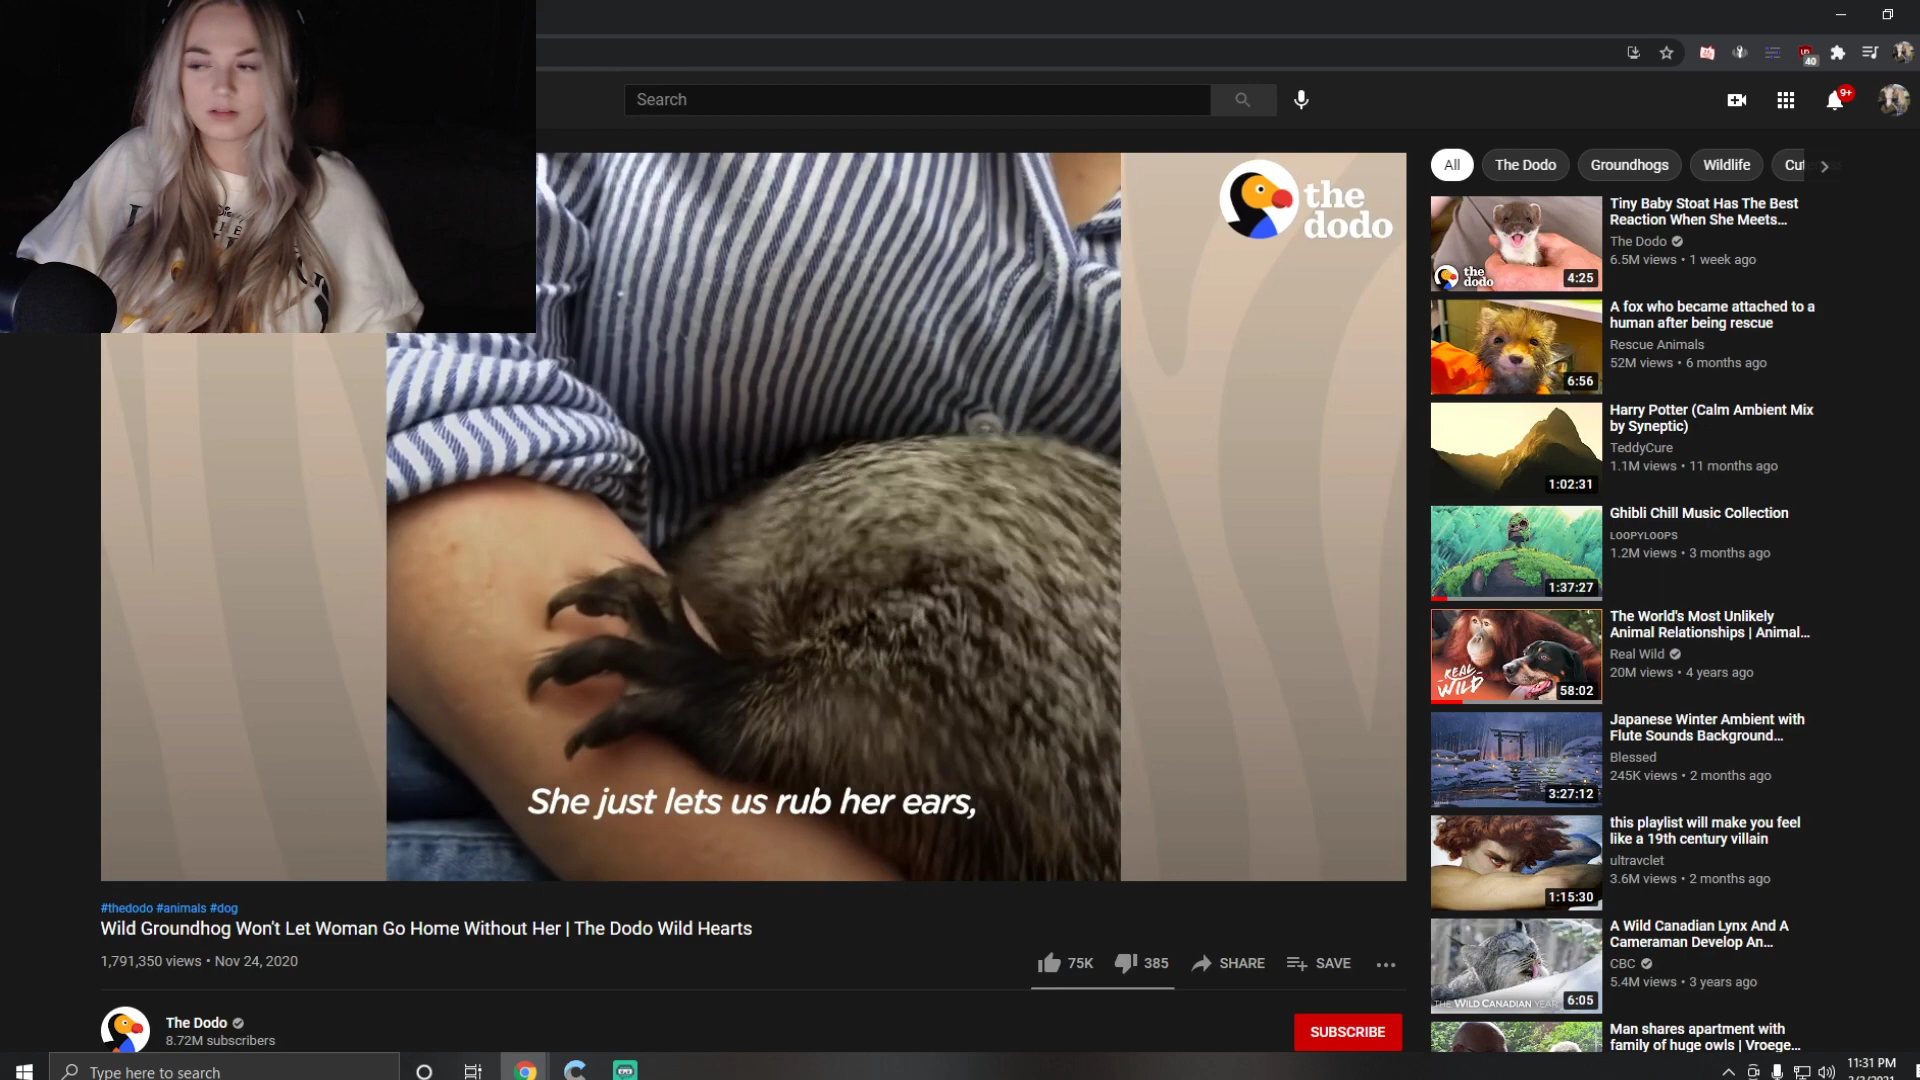 Search
40
9+
the
dodo
All
The Dodo
Groundhogs
Wildlife
She just lets us rub her ears,
#thedodo #animals #dog
Wild Groundhog Won't Let Woman Go Home Without Her | The Dodo Wild Hearts
1,791,350 views • Nov 24, 2020
75K
385
SHARE
SAVE
The Dodo
8.72M subscribers
SUBSCRIBE
the
dodo
4:25
Tiny Baby Stoat Has The Best
Reaction When She Meets...
The Dodo
6.5M views • 1 week ago
6:56
A fox who became attached to a
human after being rescue
Rescue Animals
52M views • 6 months ago
1:02:31
Harry Potter (Calm Ambient Mix
by Syneptic)
TeddyCure
1.1M views • 11 months ago
1:37:27
Ghibli Chill Music Collection
LOOPYLOOPS
1.2M views • 3 months ago
REAL
WILD
58:02
The World's Most Unlikely
Animal Relationships | Animal...
Real Wild
20M views • 4 years ago
3:27:12
Japanese Winter Ambient with
Flute Sounds Background...
Blessed
245K views • 2 months ago
1:15:30
this playlist will make you feel
like a 19th century villain
ultravclet
3.6M views • 2 months ago
THE WILD CANADIAN YEAR
6:05
A Wild Canadian Lynx And A
Cameraman Develop An...
CBC
5.4M views • 3 years ago
Man shares apartment with
family of huge owls | Vroege...
Type here to search
11:31 PM